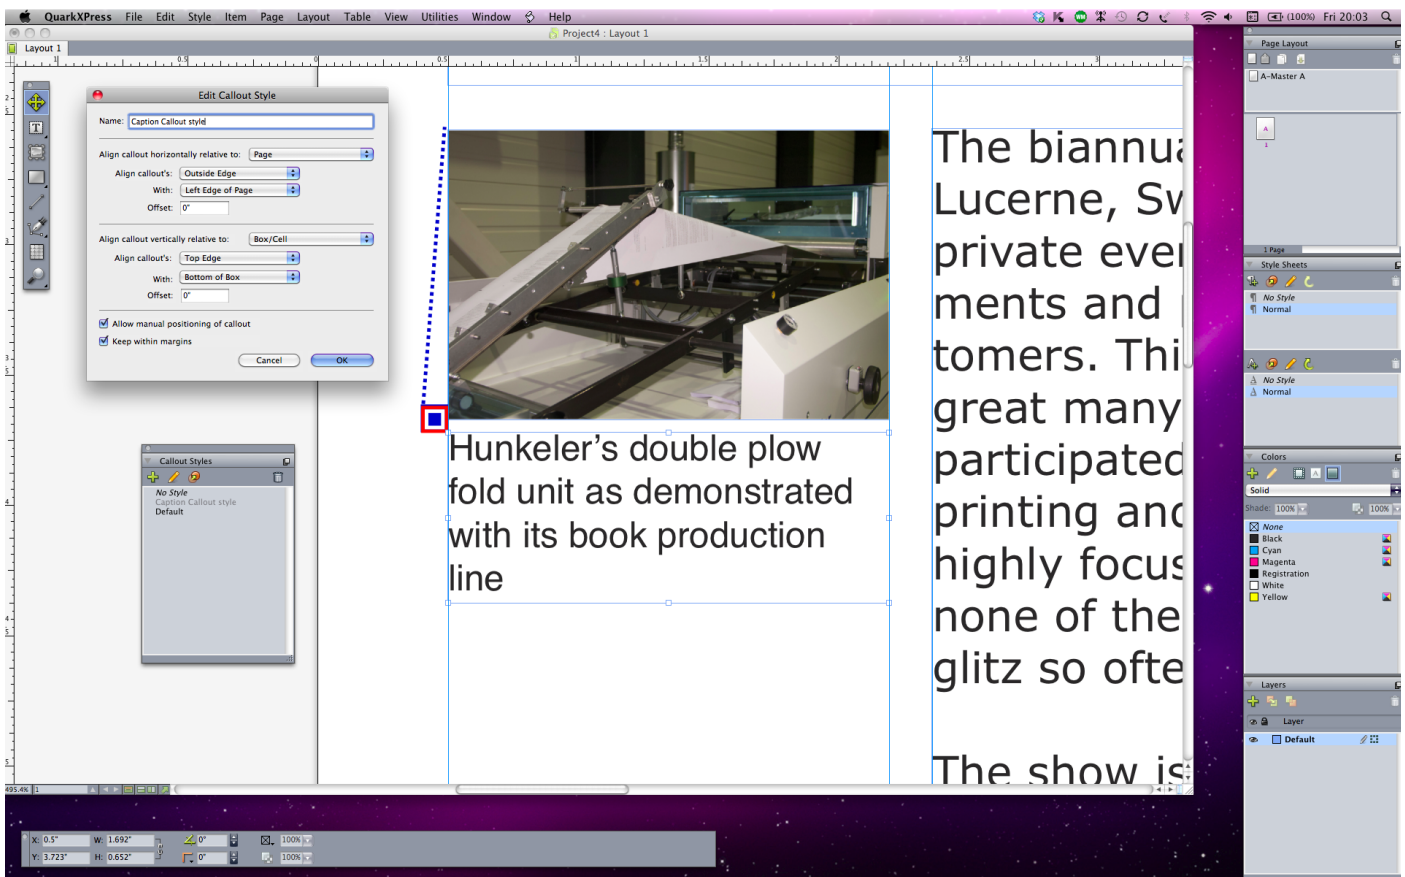 QuarkXPress File Edit Style Item Page Layout Table View Utilities Window Help
(100%) Fri 20:03
Project4 : Layout 1
Layout 1
Edit Callout Style
Name: Caption Callout style
Align callout horizontally relative to: Page
Align callout's: Outside Edge
With: Left Edge of Page
Offset: 0"
Align callout vertically relative to: Box/Cell
Align callout's: Top Edge
With: Bottom of Box
Offset: 0"
Allow manual positioning of callout
Keep within margins
Cancel OK
Callout Styles
No Style
Caption Callout style
Default
Hunkeler's double plow
fold unit as demonstrated
with its book production
line
The biannua
Lucerne, Sw
private even
ments and
tomers. Thi
great many
participated
printing and
highly focus
none of the
glitz so ofte
The show is
Page Layout
A-Master A
A
1
1 Page
Style Sheets
No Style
Normal
No Style
Normal
Colors
Solid
Shade: 100% 100%
None
Black
Cyan
Magenta
Registration
White
Yellow
Layers
Layer
Default
495.4% 1
X: 0.5" W: 1.692" 0° 100%
Y: 3.723" H: 0.652" 0° 100%